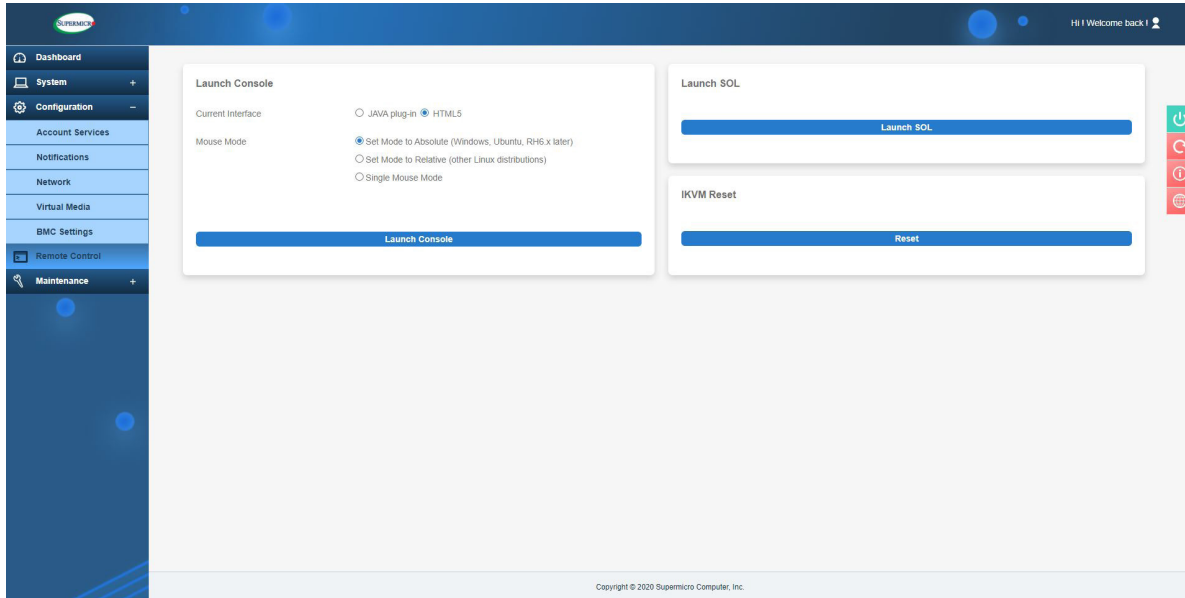 SUPERMICRO
Hi ! Welcome back !
Dashboard
System +
Configuration –
Account Services
Notifications
Network
Virtual Media
BMC Settings
Remote Control
Maintenance +
Launch Console
Current Interface
JAVA plug-in HTML5
Mouse Mode
Set Mode to Absolute (Windows, Ubuntu, RH6.x later)
Set Mode to Relative (other Linux distributions)
Single Mouse Mode
Launch Console
Launch SOL
Launch SOL
IKVM Reset
Reset
Copyright © 2020 Supermicro Computer, Inc.